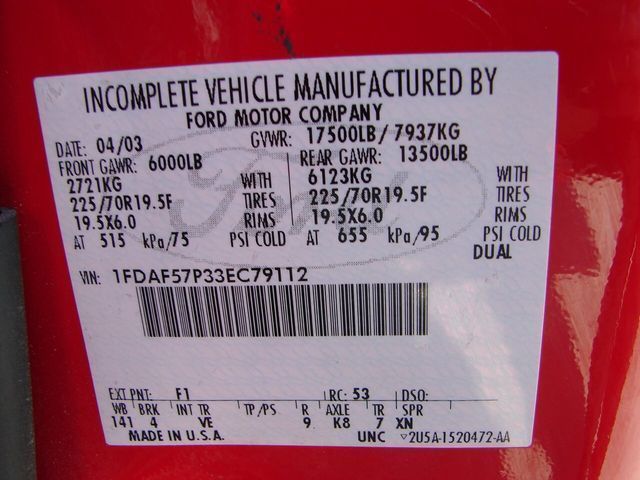 INCOMPLETE VEHICLE MANUFACTURED BY
FORD MOTOR COMPANY
DATE: 04/03 GVWR: 17500LB / 7937KG
FRONT GAWR: 6000LB REAR GAWR: 13500LB
2721KG WITH 6123KG WITH
225/70R19.5F TIRES 225/70R19.5F TIRES
19.5X6.0 RIMS 19.5X6.0 RIMS
AT 515 kPa/75 PSI COLD AT 655 kPa/95 PSI COLD
DUAL
VIN: 1FDAF57P33EC79112
EXT PNT: F1 RC: 53 DSO:
WB BRK INT TR TP/PS R AXLE TR SPR
141 4 VE 9 K8 7 XN
MADE IN U.S.A. UNC ▽2U5A-1520472-AA
Ford